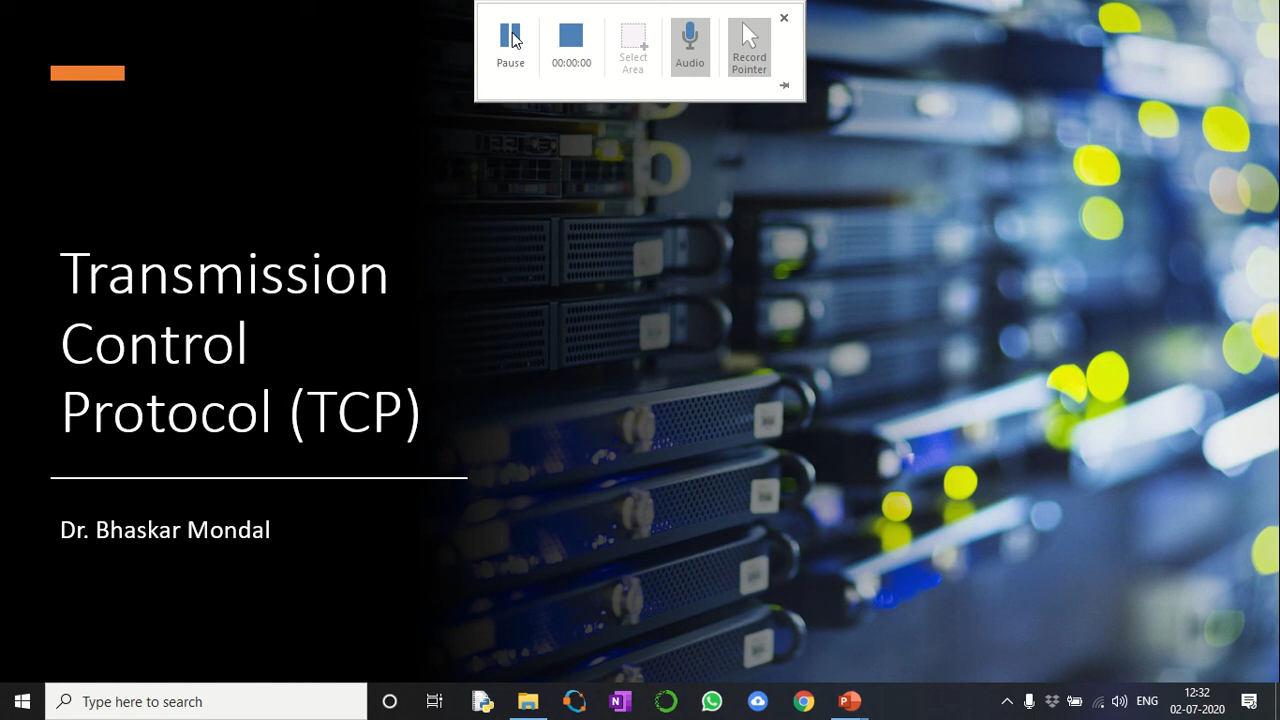 Pause
00:00:00
Select
Area
Audio
Record
Pointer
Transmission
Control
Protocol (TCP)
Dr. Bhaskar Mondal
Type here to search
ENG
12:32
02-07-2020